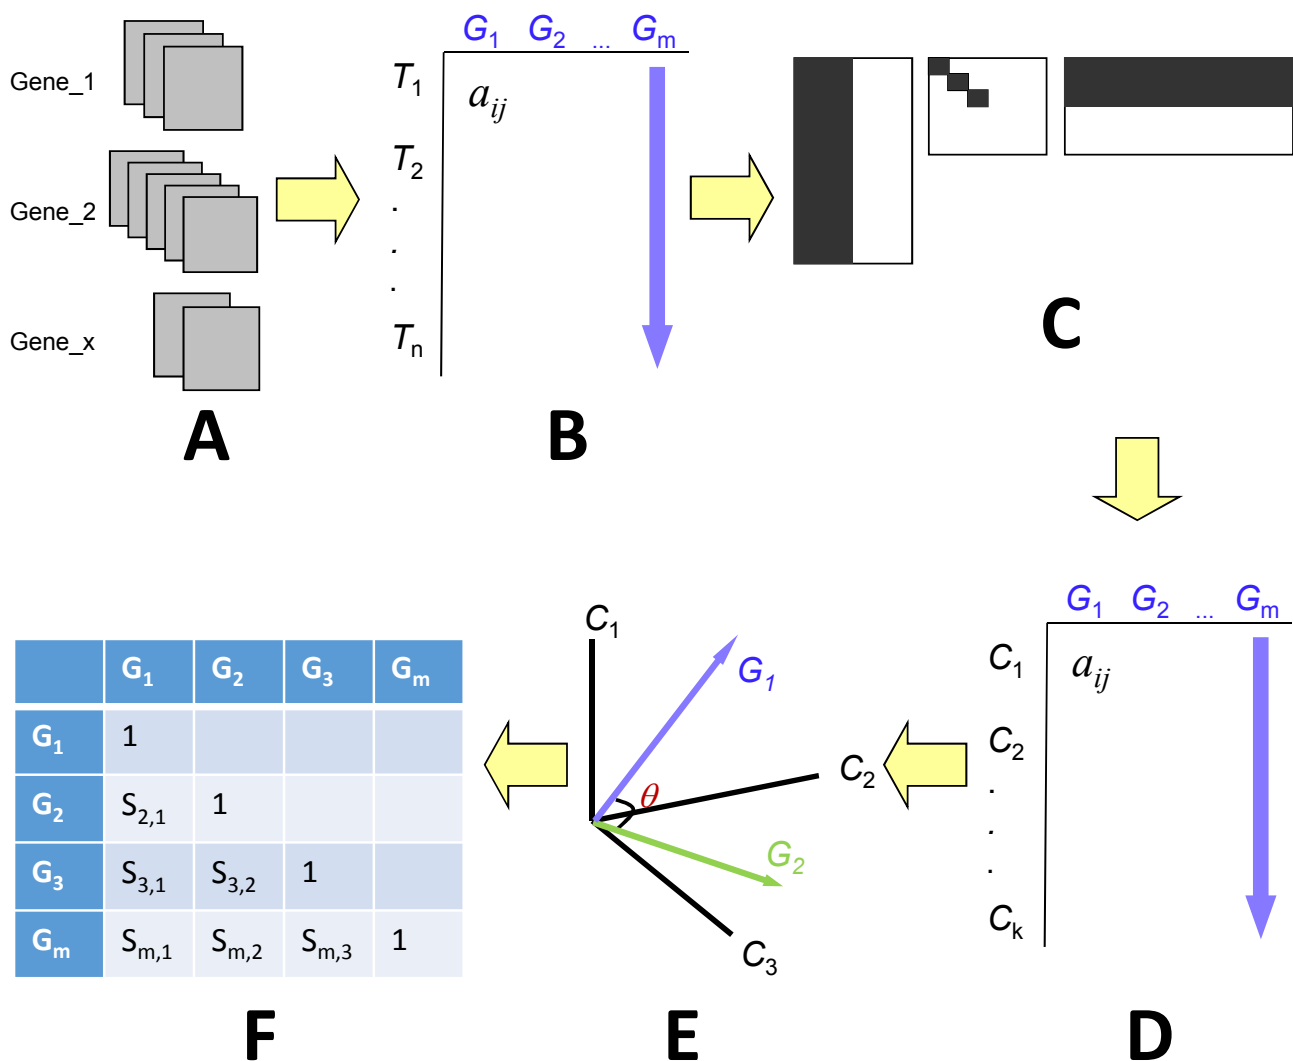 Gene_1
Gene_2
Gene_x
A
G1 G2 ... Gm
T1 aij
T2
.
.
.
Tn
B
C
G1 G2 ... Gm
C1 aij
C2
.
.
.
Ck
D
C1
G1
C2
θ
G2
C3
E
G1 G2 G3 Gm
G1 1
G2 S2,1 1
G3 S3,1 S3,2 1
Gm Sm,1 Sm,2 Sm,3 1
F